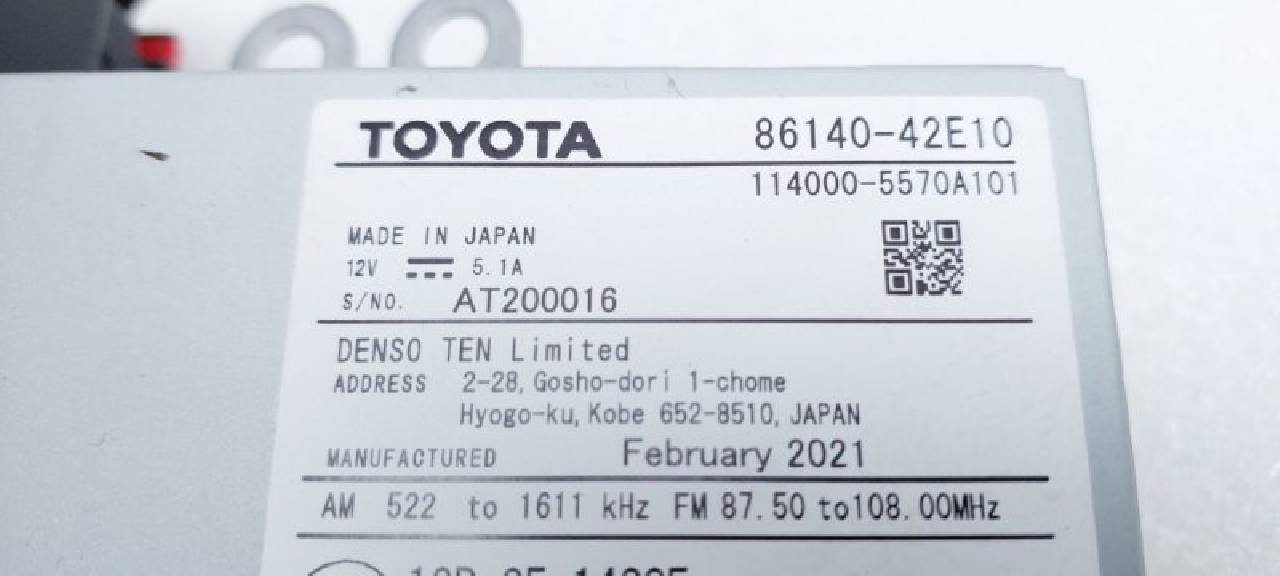 TOYOTA 86140-42E10
114000-5570A101
MADE IN JAPAN
12V 5.1A
S/NO. AT200016
DENSO TEN Limited
ADDRESS 2-28, Gosho-dori 1-chome
Hyogo-ku, Kobe 652-8510, JAPAN
MANUFACTURED February 2021
AM 522 to 1611 kHz FM 87.50 to108.00MHz